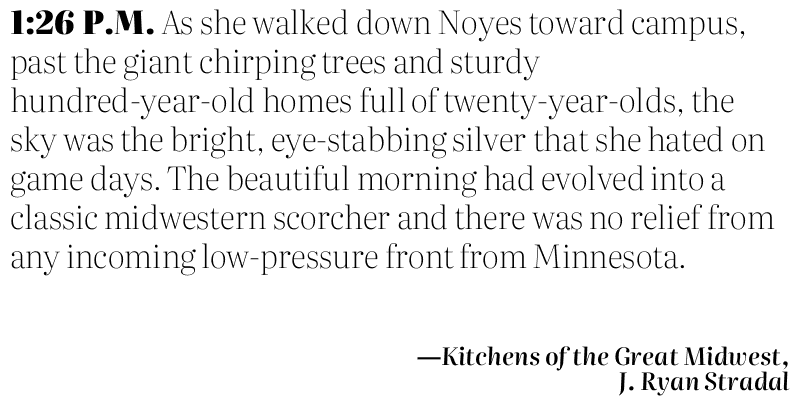 1:26 P.M. As she walked down Noyes toward campus,
past the giant chirping trees and sturdy
hundred-year-old homes full of twenty-year-olds, the
sky was the bright, eye-stabbing silver that she hated on
game days. The beautiful morning had evolved into a
classic midwestern scorcher and there was no relief from
any incoming low-pressure front from Minnesota.
—Kitchens of the Great Midwest,
J. Ryan Stradal